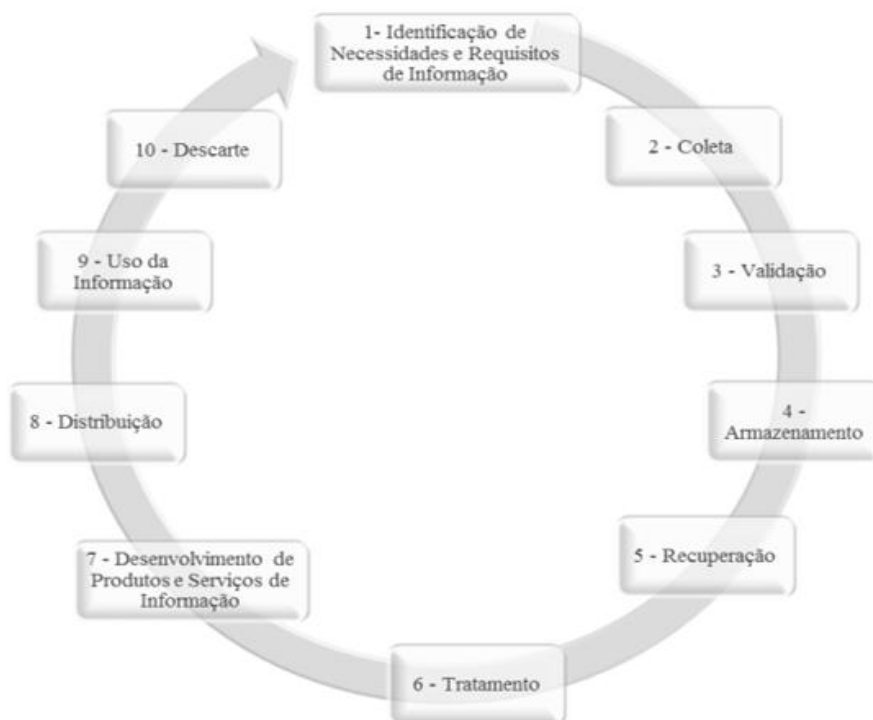 1- Identificação de
Necessidades e Requisitos
de Informação
2 - Coleta
3 - Validação
4 -
Armazenamento
5 - Recuperação
6 - Tratamento
7 - Desenvolvimento de
Produtos e Serviços de
Informação
8 - Distribuição
9 - Uso da
Informação
10 - Descarte